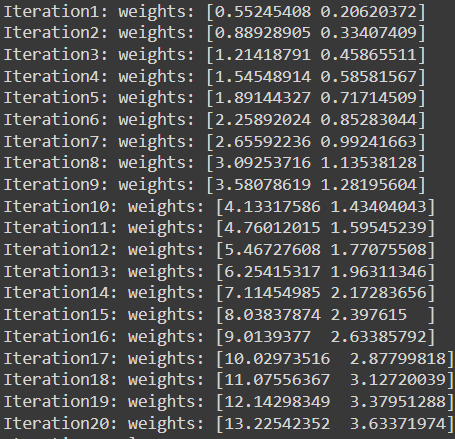 Iteration1: weights: [0.55245408 0.20620372]
Iteration2: weights: [0.88928905 0.33407409]
Iteration3: weights: [1.21418791 0.45865511]
Iteration4: weights: [1.54548914 0.58581567]
Iteration5: weights: [1.89144327 0.71714509]
Iteration6: weights: [2.25892024 0.85283044]
Iteration7: weights: [2.65592236 0.99241663]
Iteration8: weights: [3.09253716 1.13538128]
Iteration9: weights: [3.58078619 1.28195604]
Iteration10: weights: [4.13317586 1.43404043]
Iteration11: weights: [4.76012015 1.59545239]
Iteration12: weights: [5.46727608 1.77075508]
Iteration13: weights: [6.25415317 1.96311346]
Iteration14: weights: [7.11454985 2.17283656]
Iteration15: weights: [8.03837874 2.397615  ]
Iteration16: weights: [9.0139377  2.63385792]
Iteration17: weights: [10.02973516  2.87799818]
Iteration18: weights: [11.07556367  3.12720039]
Iteration19: weights: [12.14298349  3.37951288]
Iteration20: weights: [13.22542352  3.63371974]